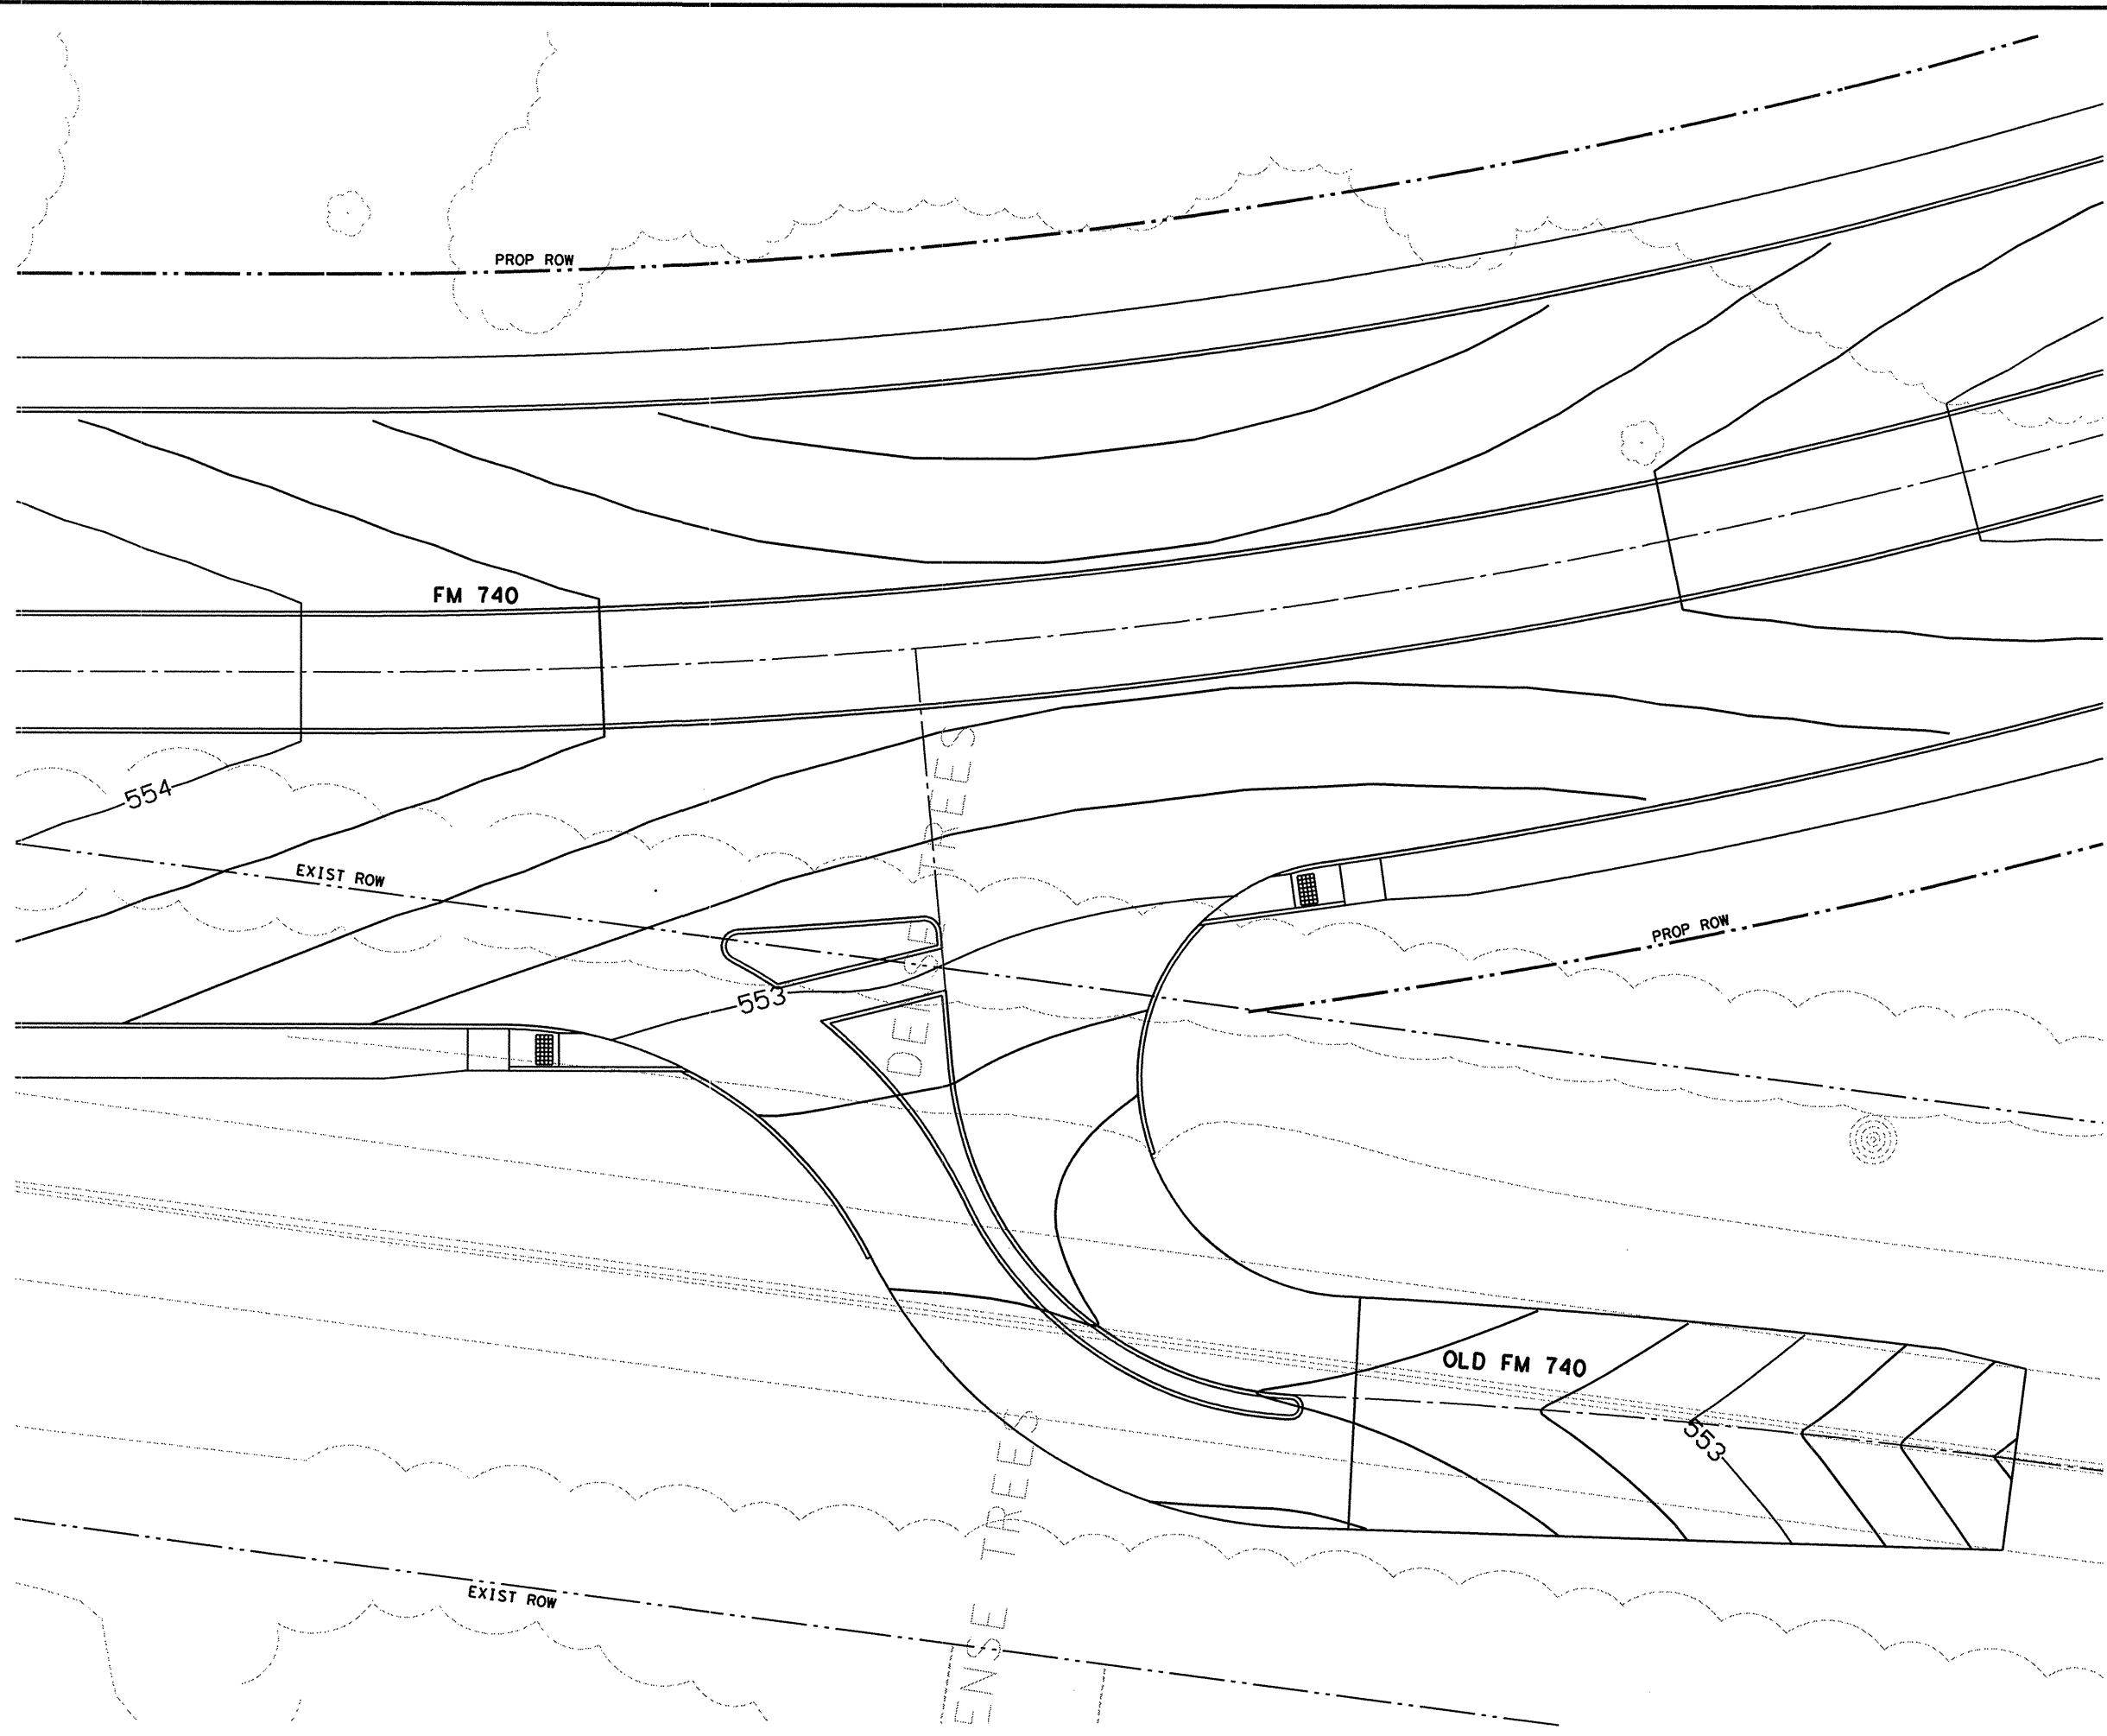 PROP ROW
FM 740
554
EXIST ROW
DENSE TREES
PROP ROW
553
OLD FM 740
553
EXIST ROW
ENSE TREES